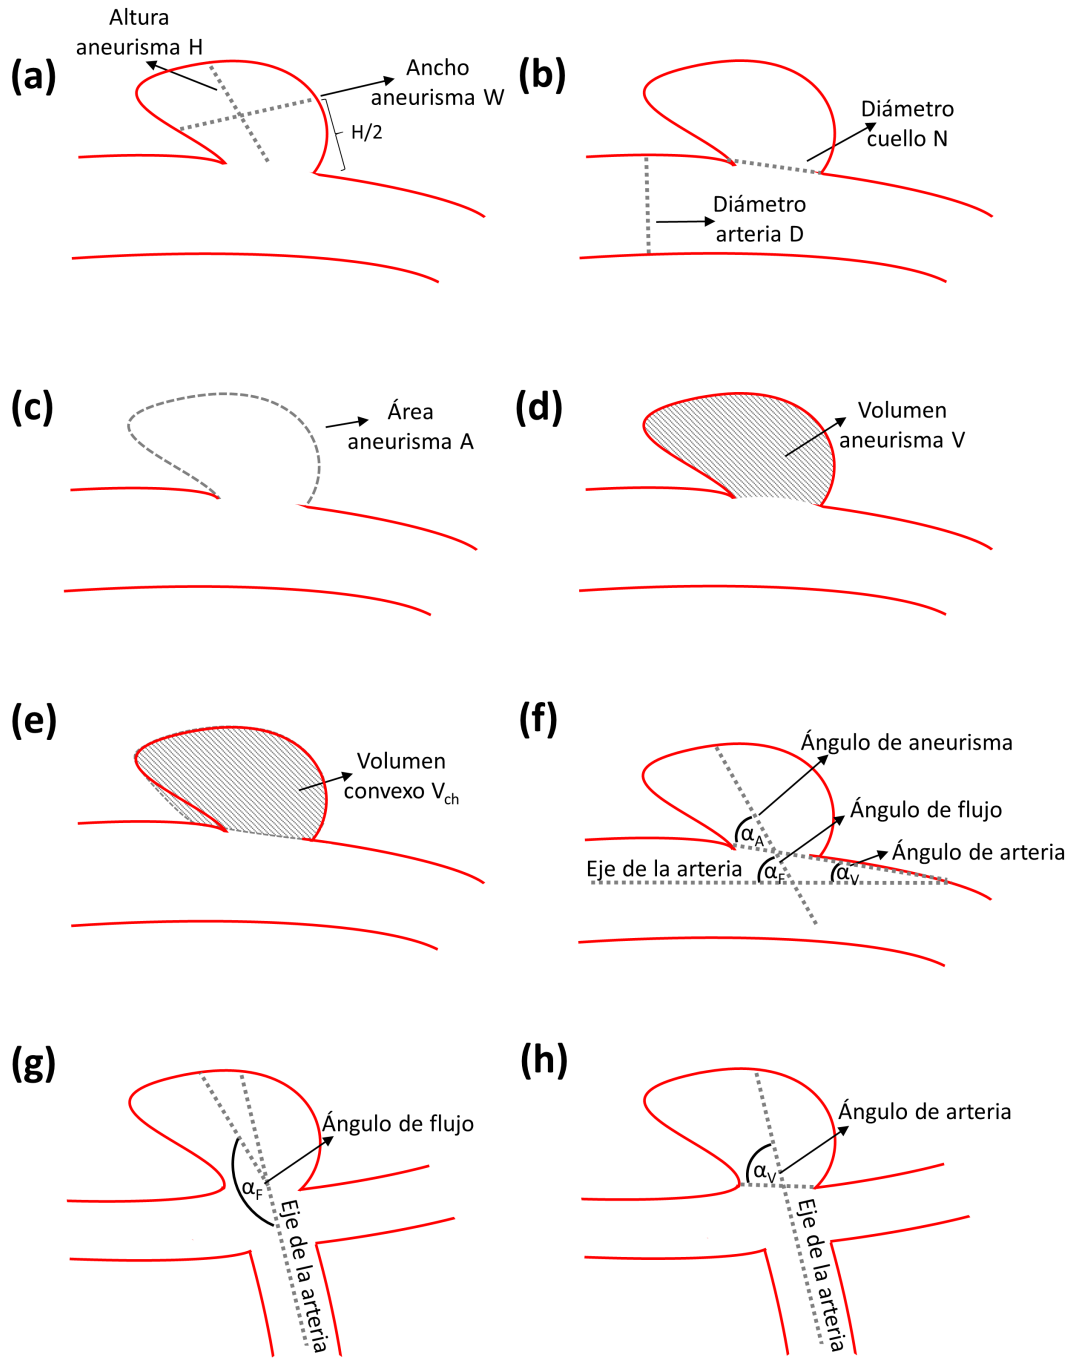 (a)
Altura
aneurisma H
Ancho
aneurisma W
H/2
(b)
Diámetro
cuello N
Diámetro
arteria D
(c)
Área
aneurisma A
(d)
Volumen
aneurisma V
(e)
Volumen
convexo Vch
(f)
Ángulo de aneurisma
Ángulo de flujo
Ángulo de arteria
αA
Eje de la arteria
αF
αV
(g)
Ángulo de flujo
αF
Eje de la arteria
(h)
Ángulo de arteria
αV
Eje de la arteria